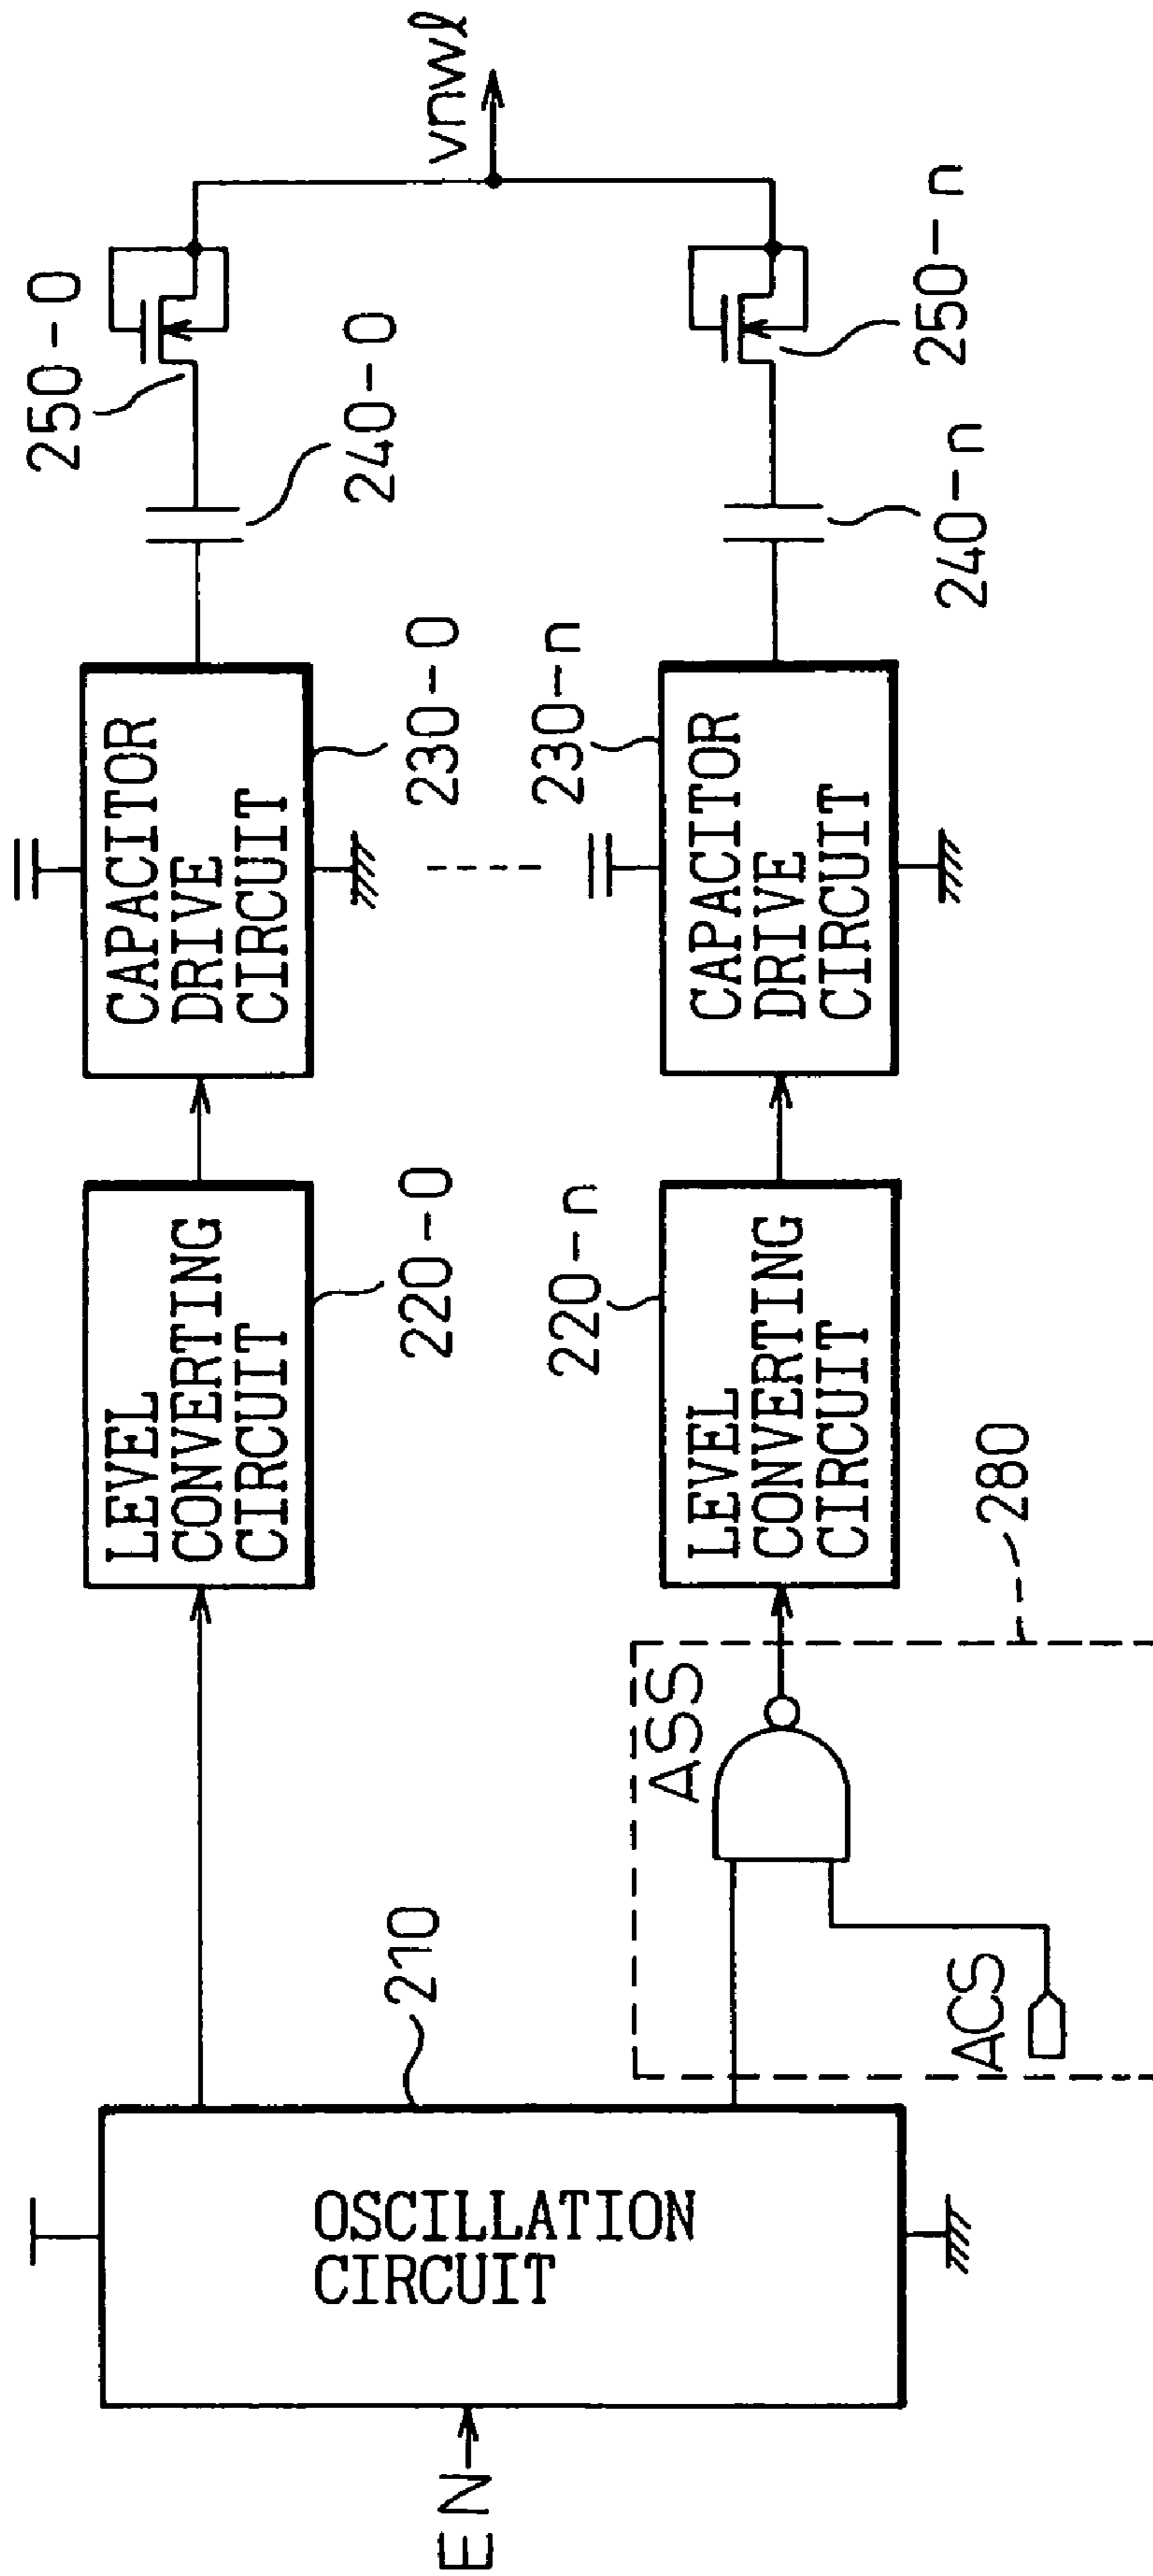 EN
OSCILLATION
CIRCUIT
210
LEVEL
CONVERTING
CIRCUIT
220-0
CAPACITOR
DRIVE
CIRCUIT
230-0
240-0
250-0
vnwl
ACS
ASS
280
LEVEL
CONVERTING
CIRCUIT
220-n
CAPACITOR
DRIVE
CIRCUIT
230-n
240-n
250-n